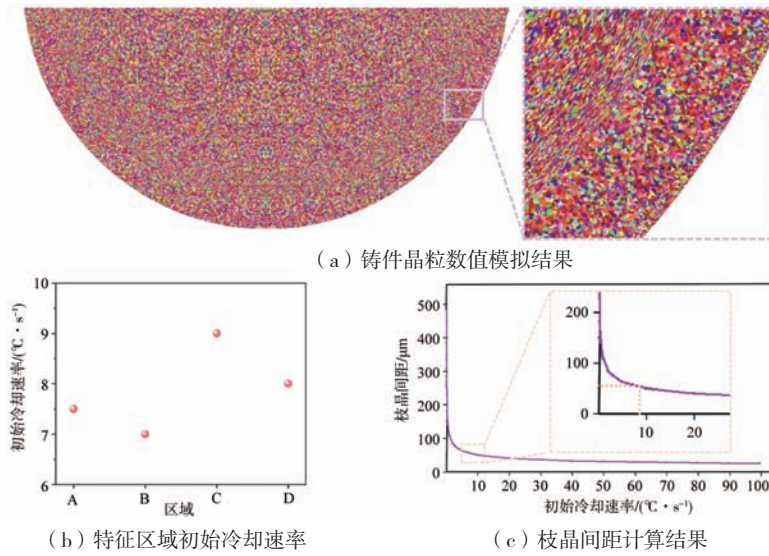 （a）铸件晶粒数值模拟结果
初始冷却速率/(℃·s⁻¹)
10
9
8
7
6
A B C D
区域
（b）特征区域初始冷却速率
枝晶间距/μm
500
400
300
200
100
0
10 20 30 40 50 60 70 80 90 100
初始冷却速率/(℃·s⁻¹)
200
100
0
10 20
（c）枝晶间距计算结果